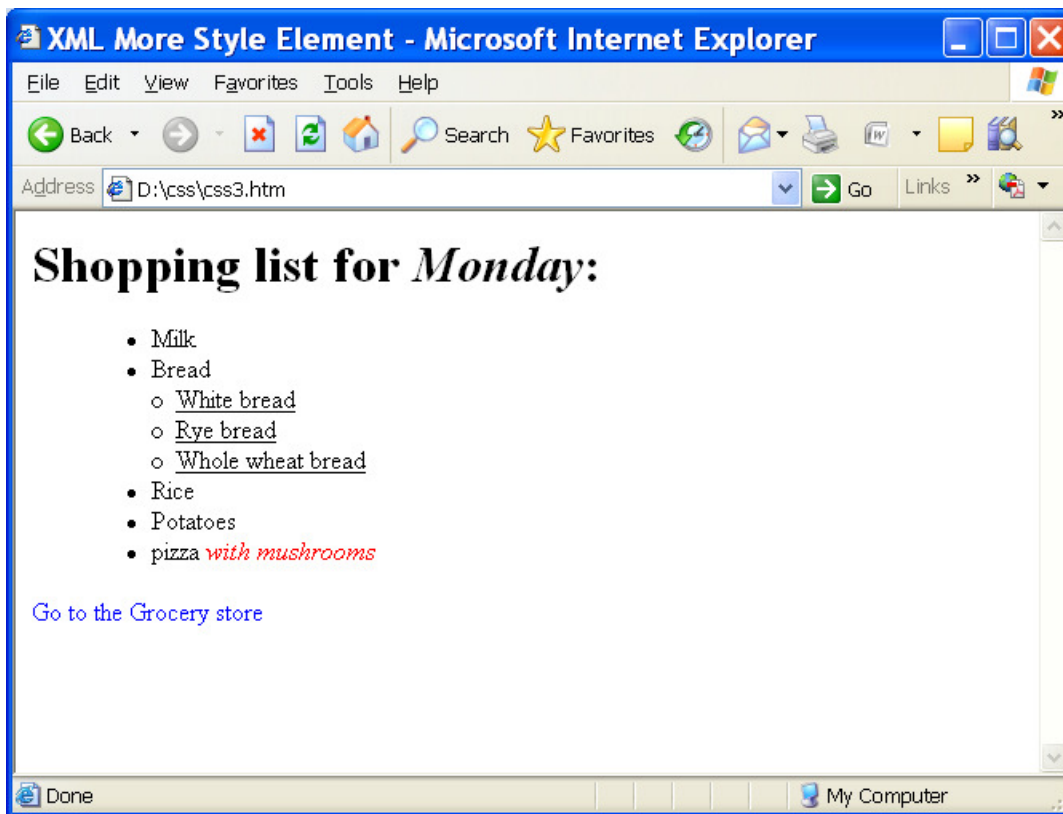 XML More Style Element - Microsoft Internet Explorer
File Edit View Favorites Tools Help
Back Search Favorites
Address D:\css\css3.htm Go Links »
Shopping list for Monday:
• Milk
• Bread
o White bread
o Rye bread
o Whole wheat bread
• Rice
• Potatoes
• pizza with mushrooms
Go to the Grocery store
Done My Computer